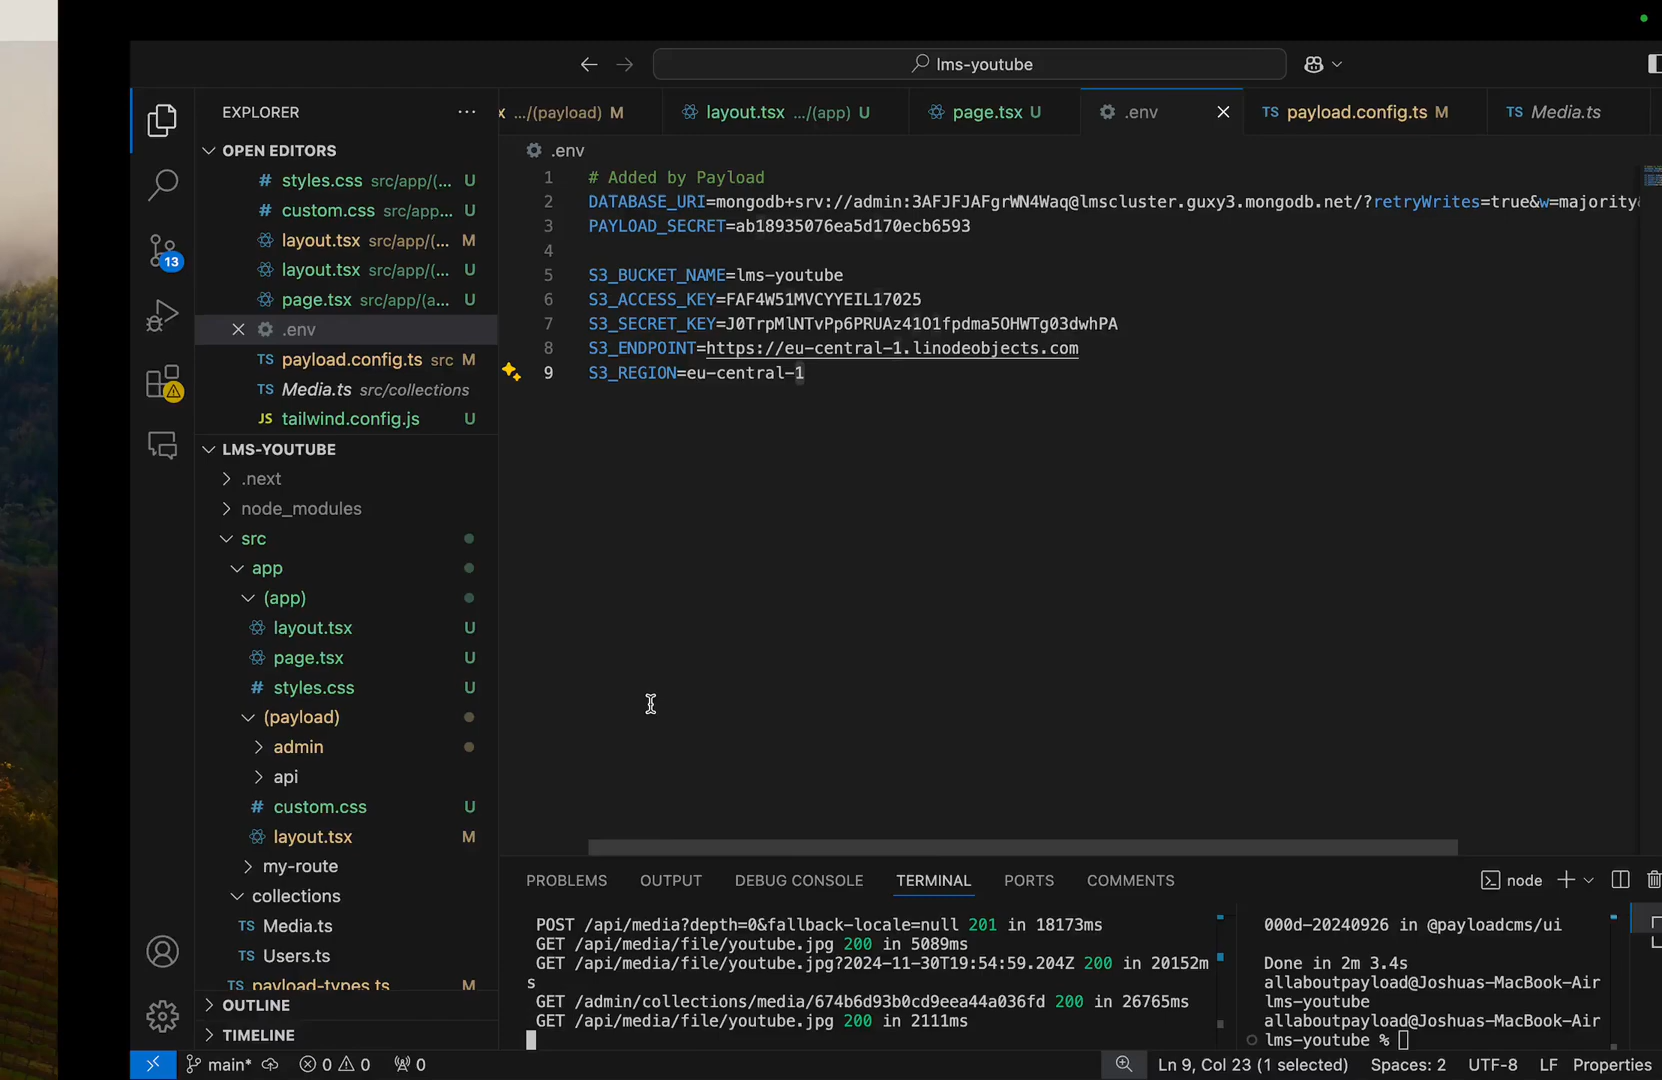 lms-youtube
EXPLORER
.../(payload) M
layout.tsx .../(app) U
page.tsx U
.env
payload.config.ts M
Media.ts
OPEN EDITORS
styles.css src/app/(... U
custom.css src/app... U
layout.tsx src/app/(... M
layout.tsx src/app/(... U
page.tsx src/app/(a... U
.env
payload.config.ts src M
Media.ts src/collections
tailwind.config.js U
LMS-YOUTUBE
.next
node_modules
src
app
(app)
layout.tsx U
page.tsx U
styles.css U
(payload)
admin
api
custom.css U
layout.tsx M
my-route
collections
Media.ts
Users.ts
payload-types.ts M
OUTLINE
TIMELINE
13
.env
1 # Added by Payload
2 DATABASE_URI=mongodb+srv://admin:3AFJFJAFgrWN4Waq@lmscluster.guxy3.mongodb.net/?retryWrites=true&w=majority&
3 PAYLOAD_SECRET=ab18935076ea5d170ecb6593
4
5 S3_BUCKET_NAME=lms-youtube
6 S3_ACCESS_KEY=FAF4W51MVCYYEIL17025
7 S3_SECRET_KEY=J0TrpMlNTvPp6PRUAz41O1fpdma5OHWTg03dwhPA
8 S3_ENDPOINT=https://eu-central-1.linodeobjects.com
9 S3_REGION=eu-central-1
PROBLEMS OUTPUT DEBUG CONSOLE TERMINAL PORTS COMMENTS
node
POST /api/media?depth=0&fallback-locale=null 201 in 18173ms
GET /api/media/file/youtube.jpg 200 in 5089ms
GET /api/media/file/youtube.jpg?2024-11-30T19:54:59.204Z 200 in 20152m
s
GET /admin/collections/media/674b6d93b0cd9eea44a036fd 200 in 26765ms
GET /api/media/file/youtube.jpg 200 in 2111ms
000d-20240926 in @payloadcms/ui
Done in 2m 3.4s
allaboutpayload@Joshuas-MacBook-Air
lms-youtube
allaboutpayload@Joshuas-MacBook-Air
lms-youtube %
main* 0 0 0
Ln 9, Col 23 (1 selected) Spaces: 2 UTF-8 LF Properties